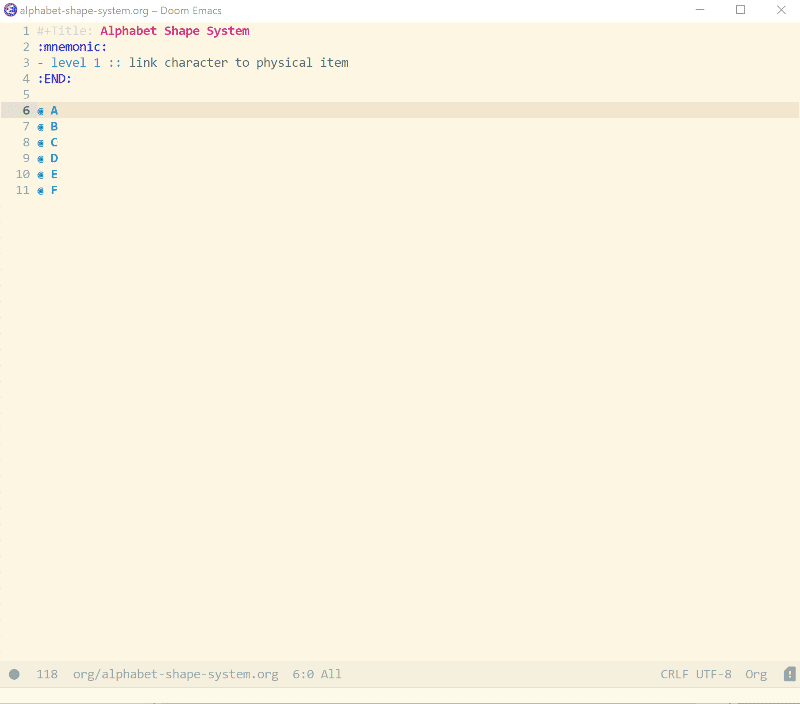 alphabet-shape-system.org – Doom Emacs
1 #+Title: Alphabet Shape System
2 :mnemonic:
3 - level 1 :: link character to physical item
4 :END:
5
6 ◉ A
7 ◉ B
8 ◉ C
9 ◉ D
10 ◉ E
11 ◉ F
118 org/alphabet-shape-system.org 6:0 All CRLF UTF-8 Org